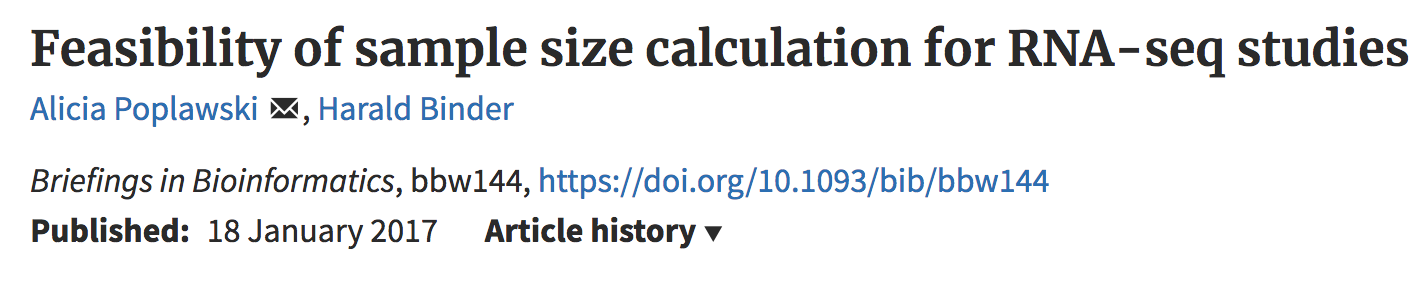 Feasibility of sample size calculation for RNA-seq studies
Alicia Poplawski ✉, Harald Binder
Briefings in Bioinformatics, bbw144, https://doi.org/10.1093/bib/bbw144
Published: 18 January 2017 Article history ▼